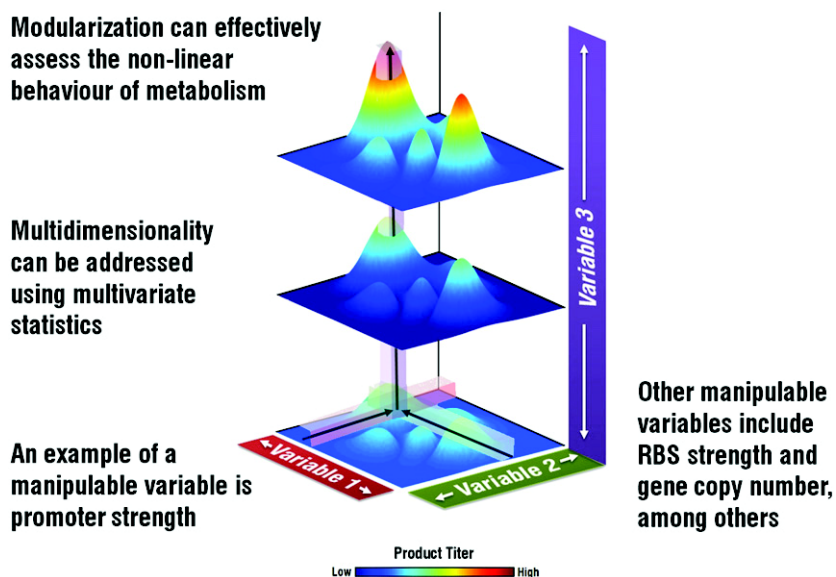 Modularization can effectively
assess the non-linear
behaviour of metabolism
Multidimensionality
can be addressed
using multivariate
statistics
An example of a
manipulable variable is
promoter strength
Variable 1
Variable 2
Variable 3
Other manipulable
variables include
RBS strength and
gene copy number,
among others
Product Titer
Low
High